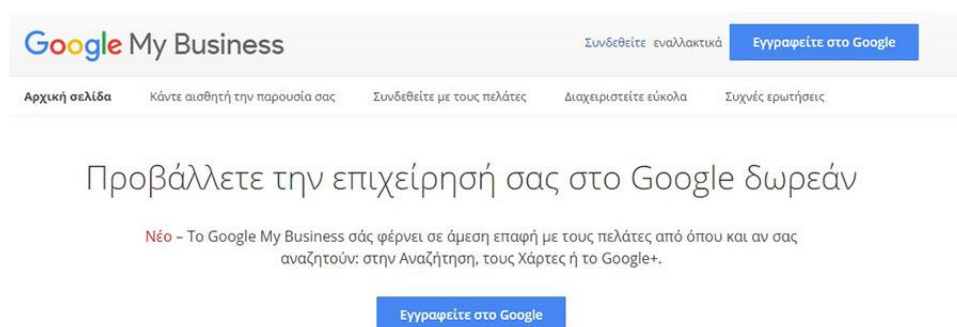 Google My Business
Συνδεθείτε εναλλακτικά Εγγραφείτε στο Google
Αρχική σελίδα Κάντε αισθητή την παρουσία σας Συνδεθείτε με τους πελάτες Διαχειριστείτε εύκολα Συχνές ερωτήσεις
Προβάλλετε την επιχείρησή σας στο Google δωρεάν
Νέο – Το Google My Business σάς φέρνει σε άμεση επαφή με τους πελάτες από όπου και αν σας
αναζητούν: στην Αναζήτηση, τους Χάρτες ή το Google+.
Εγγραφείτε στο Google